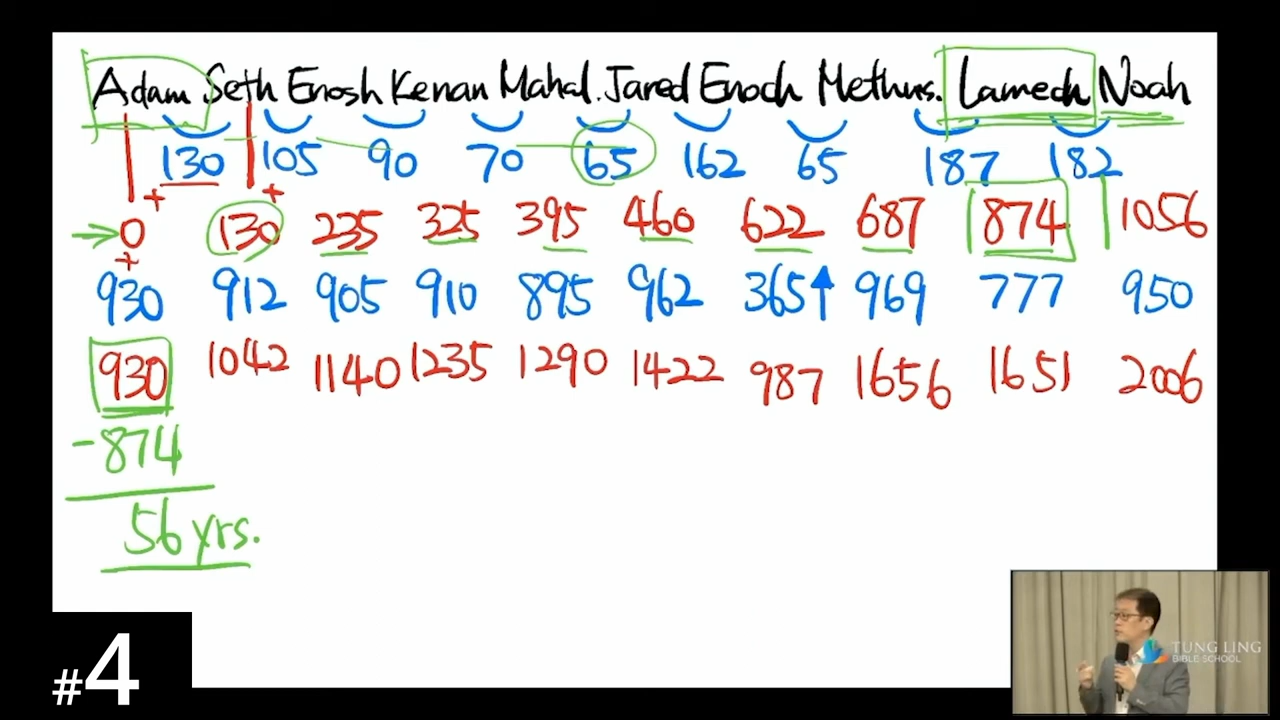 Adam Seth Enosh Kenan Mahal. Jared Enoch Methus. Lamech Noah
130 105 90 70 65 162 65 187 182
+ +
0 130 235 325 395 460 622 687 874 1056
+
930 912 905 910 895 962 365 969 777 950
930 1042 1140 1235 1290 1422 987 1656 1651 2006
-874
56 yrs.
#4
TUNG LING
BIBLE SCHOOL